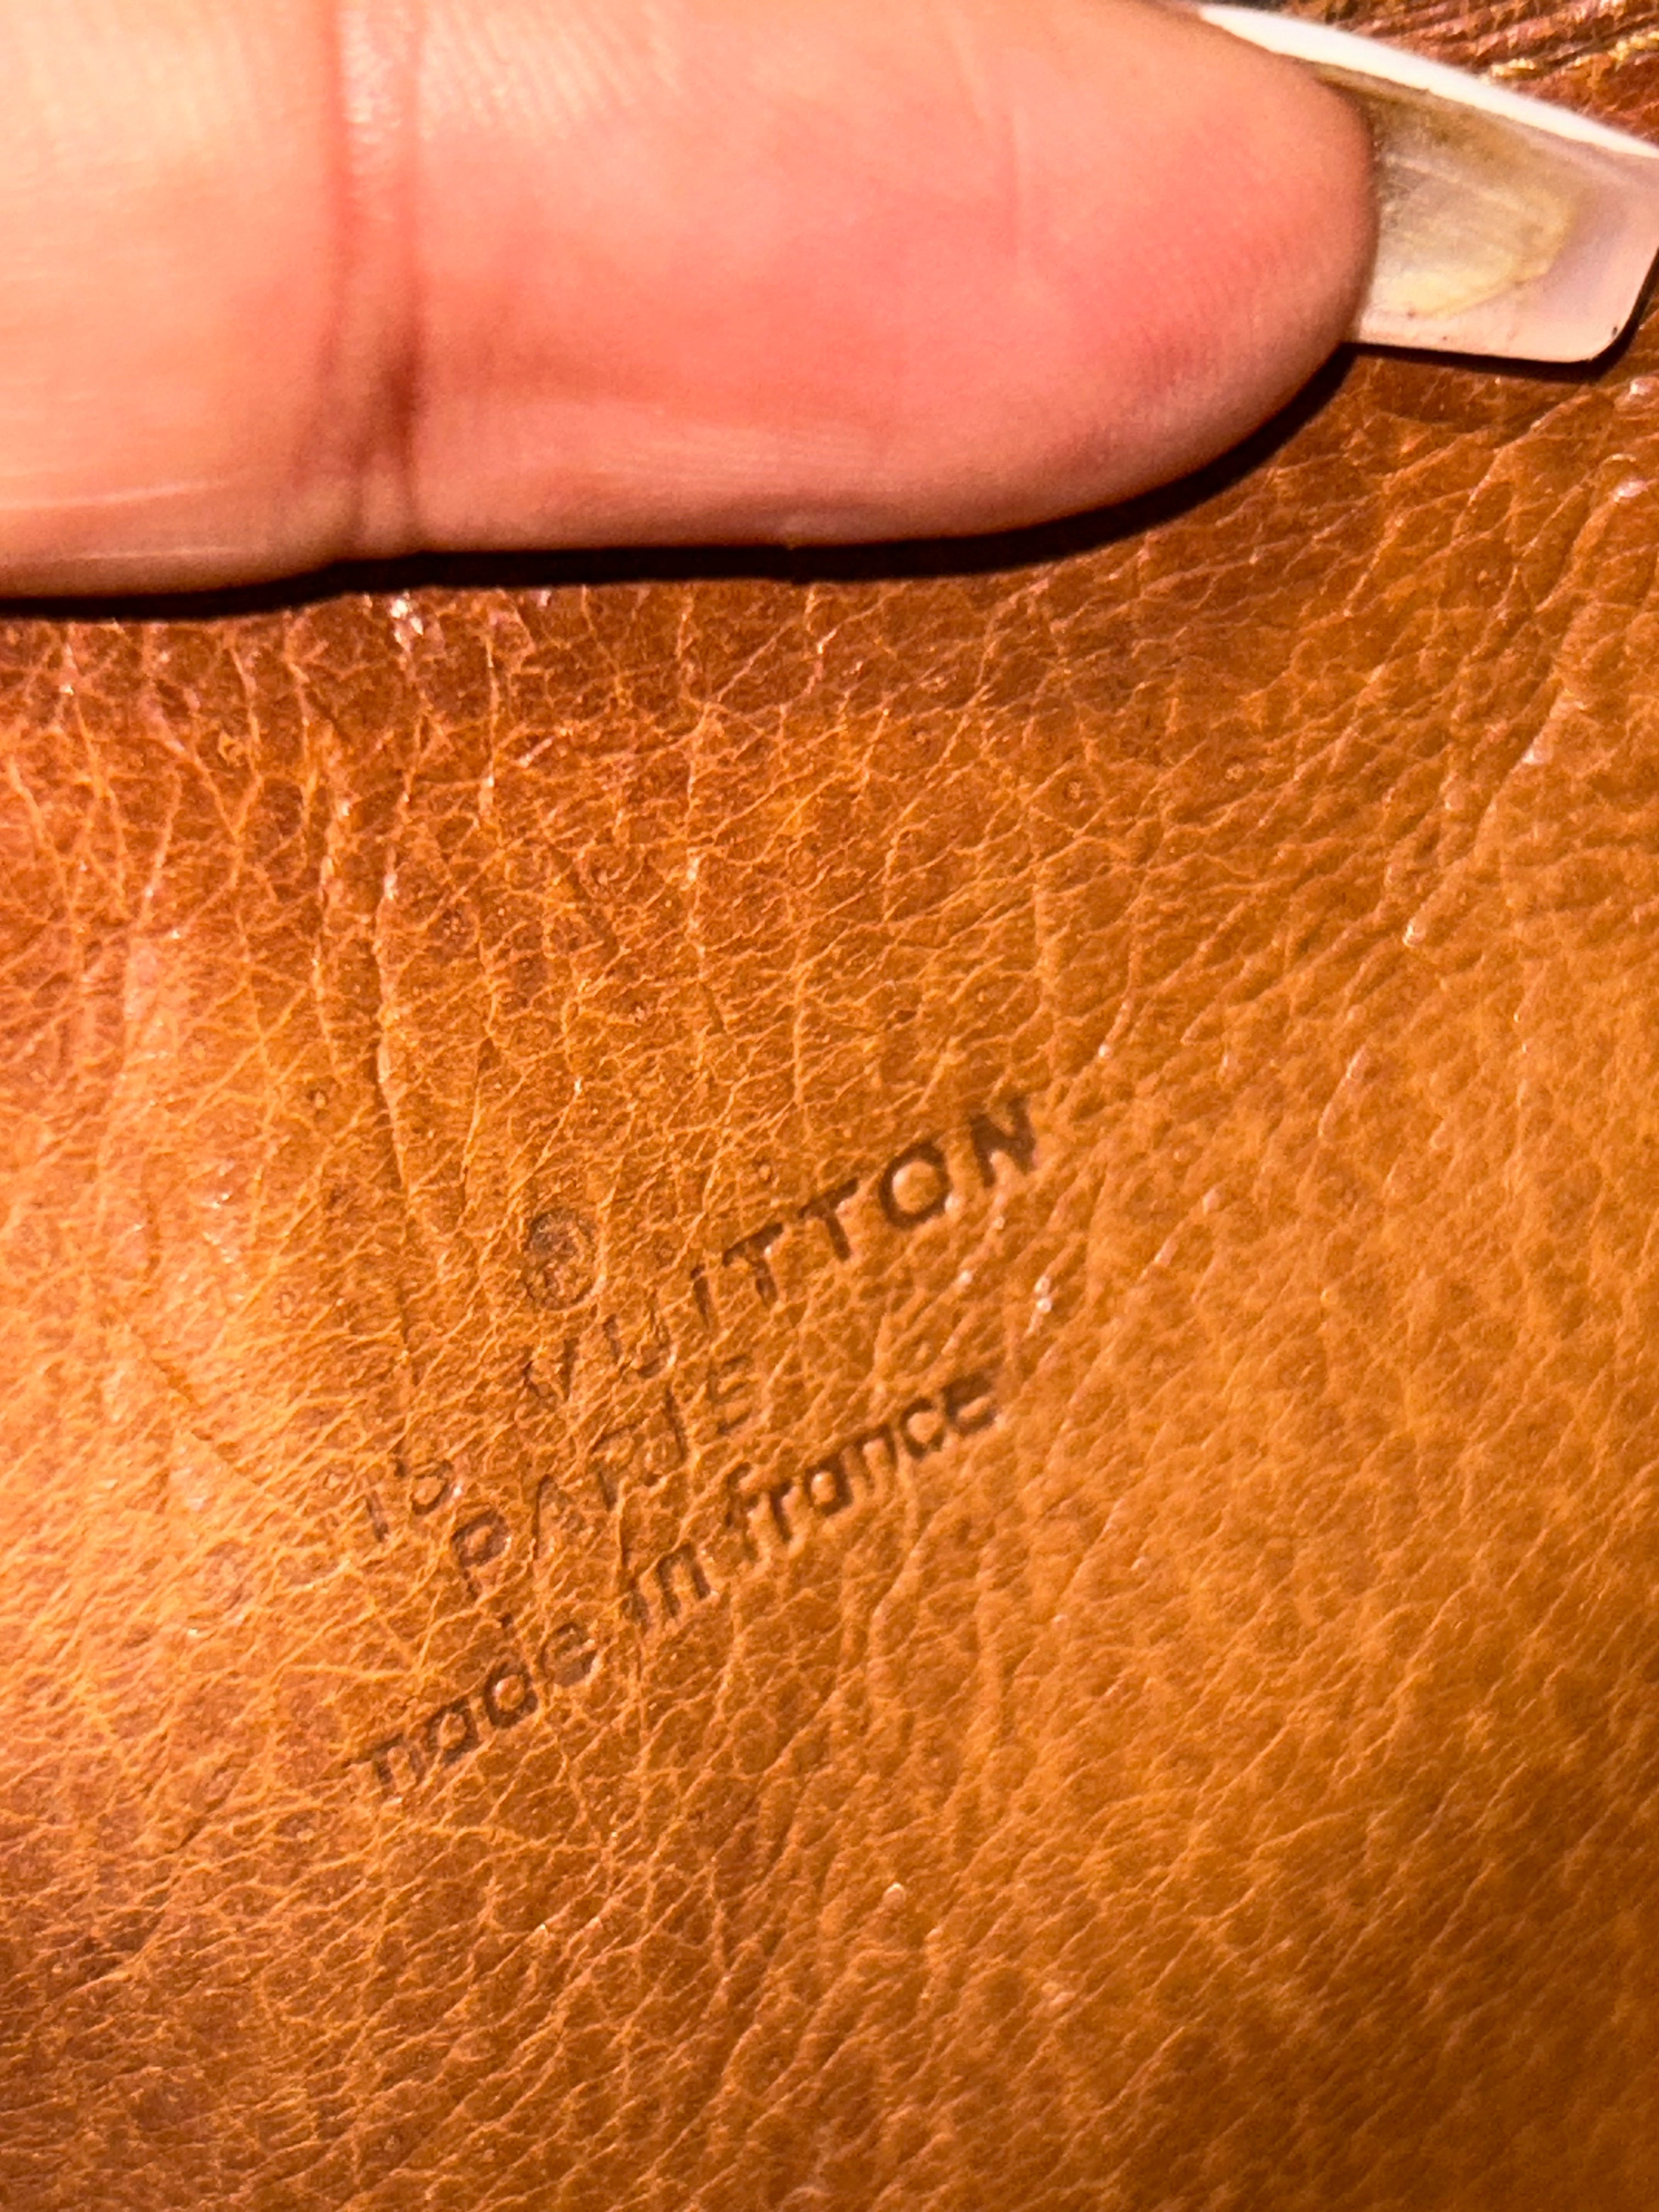 ®
VUITTON
PARIS
made in france